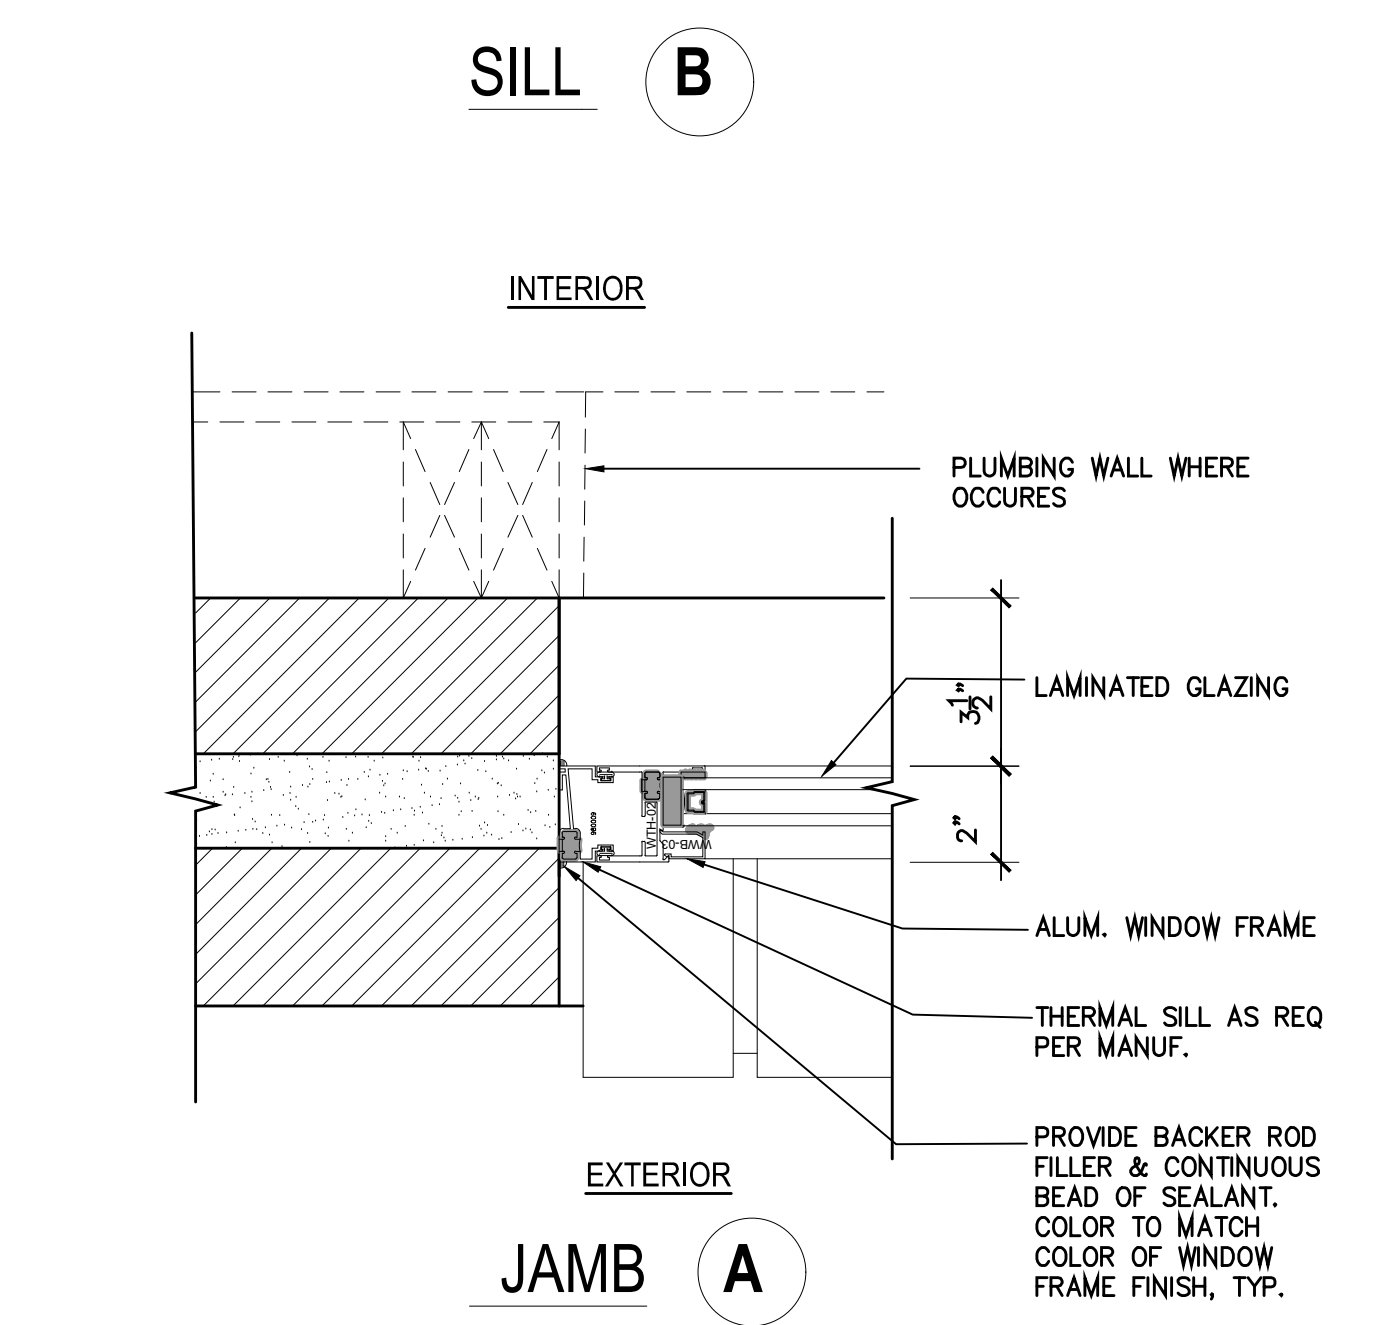 SILL B
INTERIOR
PLUMBING WALL WHERE
OCCURES
3 1/2"
LAMINATED GLAZING
2"
980009
WTH-02
WWB-03
ALUM. WINDOW FRAME
THERMAL SILL AS REQ
PER MANUF.
PROVIDE BACKER ROD
FILLER & CONTINUOUS
BEAD OF SEALANT.
COLOR TO MATCH
COLOR OF WINDOW
FRAME FINISH, TYP.
EXTERIOR
JAMB A